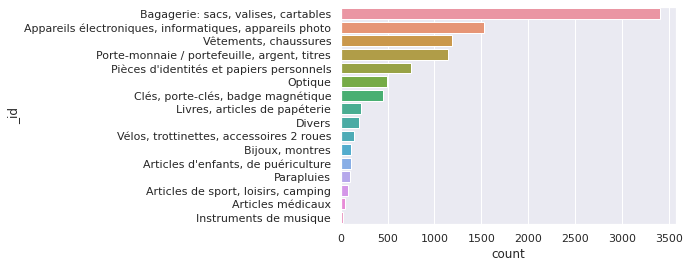 Bagagerie: sacs, valises, cartables
Appareils électroniques, informatiques, appareils photo
Vêtements, chaussures
Porte-monnaie / portefeuille, argent, titres
Pièces d'identités et papiers personnels
Optique
Clés, porte-clés, badge magnétique
Livres, articles de papéterie
Divers
Vélos, trottinettes, accessoires 2 roues
Bijoux, montres
Articles d'enfants, de puériculture
Parapluies
Articles de sport, loisirs, camping
Articles médicaux
Instruments de musique
_id
0 500 1000 1500 2000 2500 3000 3500
count